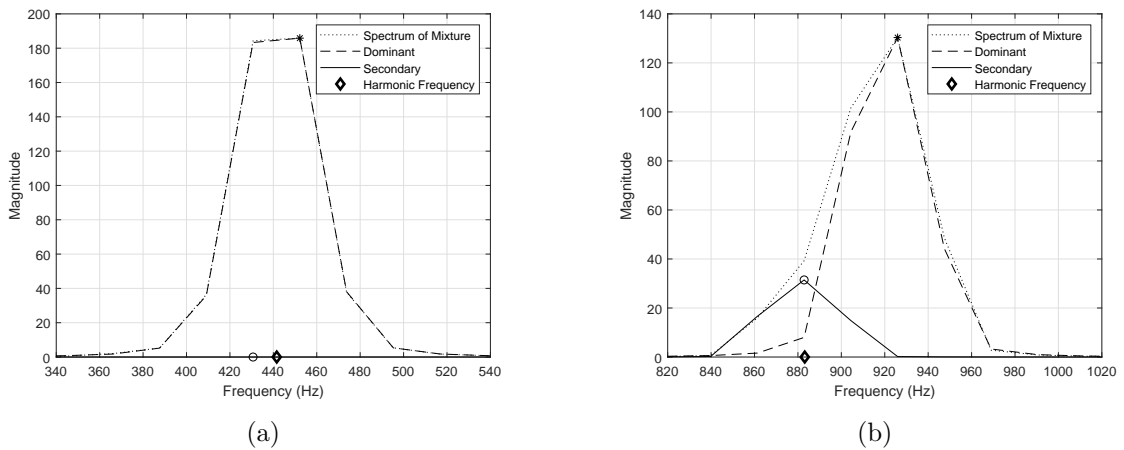 200
180
160
140
120
100
80
60
40
20
0
Magnitude
340 360 380 400 420 440 460 480 500 520 540
Frequency (Hz)
Spectrum of Mixture
Dominant
Secondary
Harmonic Frequency
(a)
140
120
100
80
60
40
20
0
Magnitude
820 840 860 880 900 920 940 960 980 1000 1020
Frequency (Hz)
Spectrum of Mixture
Dominant
Secondary
Harmonic Frequency
(b)